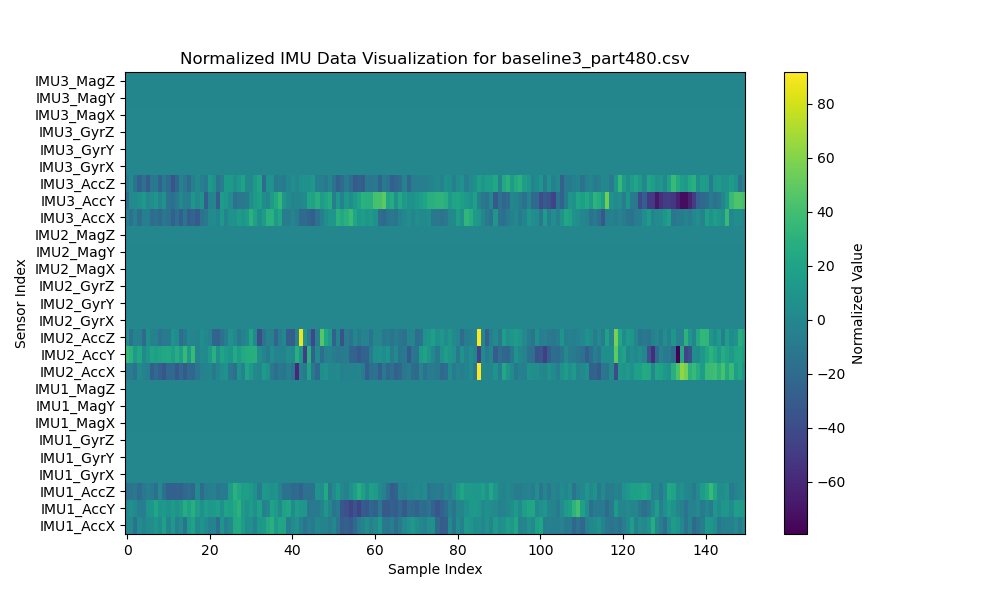 Normalized IMU Data Visualization for baseline3_part480.csv
IMU3_MagZ
IMU3_MagY
IMU3_MagX
IMU3_GyrZ
IMU3_GyrY
IMU3_GyrX
IMU3_AccZ
IMU3_AccY
IMU3_AccX
IMU2_MagZ
IMU2_MagY
IMU2_MagX
IMU2_GyrZ
IMU2_GyrY
IMU2_GyrX
IMU2_AccZ
IMU2_AccY
IMU2_AccX
IMU1_MagZ
IMU1_MagY
IMU1_MagX
IMU1_GyrZ
IMU1_GyrY
IMU1_GyrX
IMU1_AccZ
IMU1_AccY
IMU1_AccX
Sensor Index
0 20 40 60 80 100 120 140
Sample Index
80
60
40
20
0
−20
−40
−60
Normalized Value